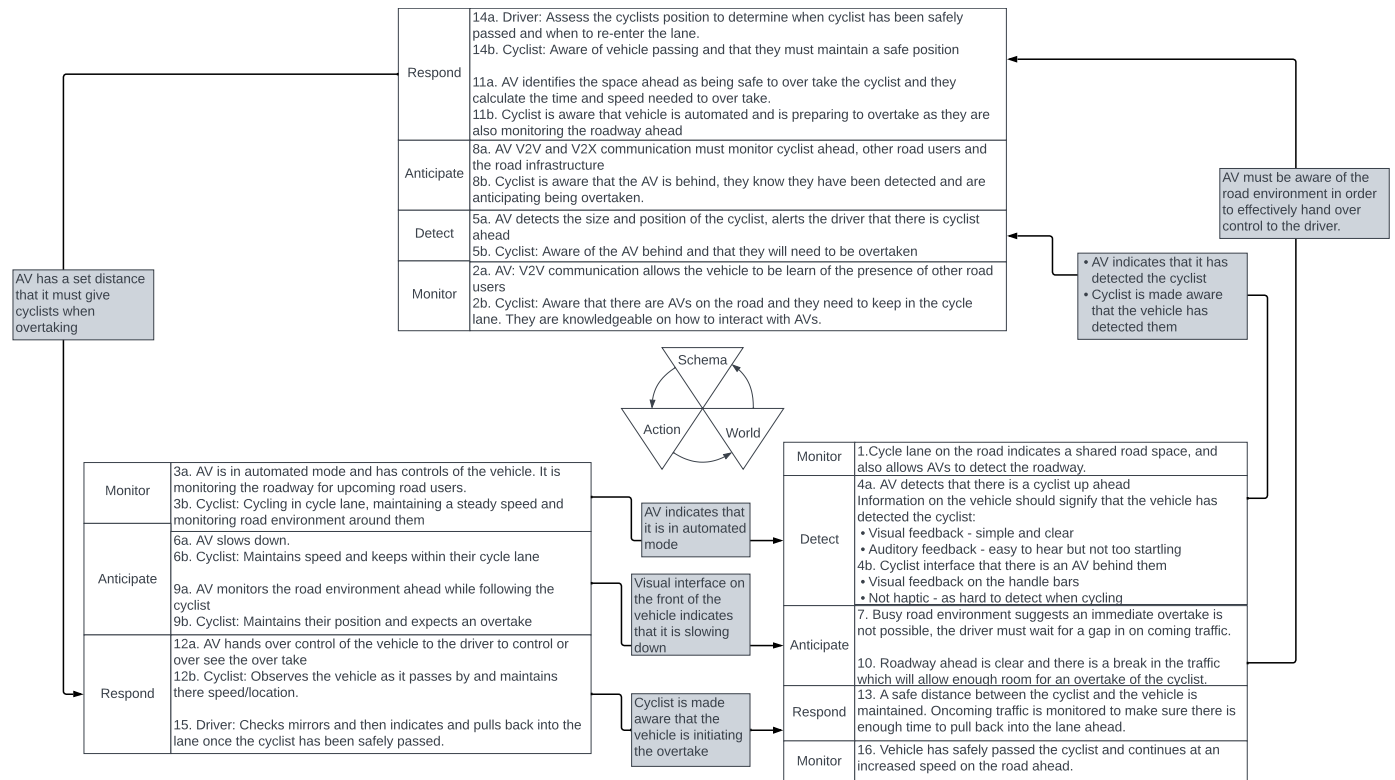 Respond
14a. Driver: Assess the cyclists position to determine when cyclist has been safely
passed and when to re-enter the lane.
14b. Cyclist: Aware of vehicle passing and that they must maintain a safe position
11a. AV identifies the space ahead as being safe to over take the cyclist and they
calculate the time and speed needed to over take.
11b. Cyclist is aware that vehicle is automated and is preparing to overtake as they are
also monitoring the roadway ahead
Anticipate
8a. AV V2V and V2X communication must monitor cyclist ahead, other road users and
the road infrastructure
8b. Cyclist is aware that the AV is behind, they know they have been detected and are
anticipating being overtaken.
Detect
5a. AV detects the size and position of the cyclist, alerts the driver that there is cyclist
ahead
5b. Cyclist: Aware of the AV behind and that they will need to be overtaken
Monitor
2a. AV: V2V communication allows the vehicle to be learn of the presence of other road
users
2b. Cyclist: Aware that there are AVs on the road and they need to keep in the cycle
lane. They are knowledgeable on how to interact with AVs.
AV must be aware of the
road environment in order
to effectively hand over
control to the driver.
• AV indicates that it has
detected the cyclist
• Cyclist is made aware
that the vehicle has
detected them
AV has a set distance
that it must give
cyclists when
overtaking
Schema
Action
World
Monitor
3a. AV is in automated mode and has controls of the vehicle. It is
monitoring the roadway for upcoming road users.
3b. Cyclist: Cycling in cycle lane, maintaining a steady speed and
monitoring road environment around them
Anticipate
6a. AV slows down.
6b. Cyclist: Maintains speed and keeps within their cycle lane
9a. AV monitors the road environment ahead while following the
cyclist
9b. Cyclist: Maintains their position and expects an overtake
Respond
12a. AV hands over control of the vehicle to the driver to control or
over see the over take
12b. Cyclist: Observes the vehicle as it passes by and maintains
there speed/location.
15. Driver: Checks mirrors and then indicates and pulls back into the
lane once the cyclist has been safely passed.
AV indicates that
it is in automated
mode
Visual interface on
the front of the
vehicle indicates
that it is slowing
down
Cyclist is made
aware that the
vehicle is initiating
the overtake
Monitor
1.Cycle lane on the road indicates a shared road space, and
also allows AVs to detect the roadway.
Detect
4a. AV detects that there is a cyclist up ahead
Information on the vehicle should signify that the vehicle has
detected the cyclist:
• Visual feedback - simple and clear
• Auditory feedback - easy to hear but not too startling
4b. Cyclist interface that there is an AV behind them
• Visual feedback on the handle bars
• Not haptic - as hard to detect when cycling
Anticipate
7. Busy road environment suggests an immediate overtake is
not possible, the driver must wait for a gap in on coming traffic.
10. Roadway ahead is clear and there is a break in the traffic
which will allow enough room for an overtake of the cyclist.
Respond
13. A safe distance between the cyclist and the vehicle is
maintained. Oncoming traffic is monitored to make sure there is
enough time to pull back into the lane ahead.
Monitor
16. Vehicle has safely passed the cyclist and continues at an
increased speed on the road ahead.